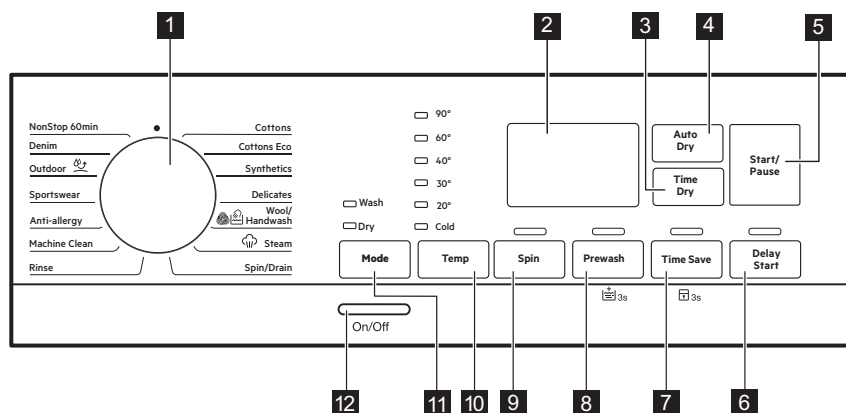 1
2
3
4
5
NonStop 60min
Denim
Outdoor
Sportswear
Anti-allergy
Machine Clean
Rinse
Cottons
Cottons Eco
Synthetics
Delicates
Wool/
Handwash
Steam
Spin/Drain
90°
60°
40°
30°
20°
Cold
Wash
Dry
Auto
Dry
Time
Dry
Start/
Pause
Mode
Temp
Spin
Prewash
Time Save
Delay
Start
3s
3s
On/Off
12
11
10
9
8
7
6